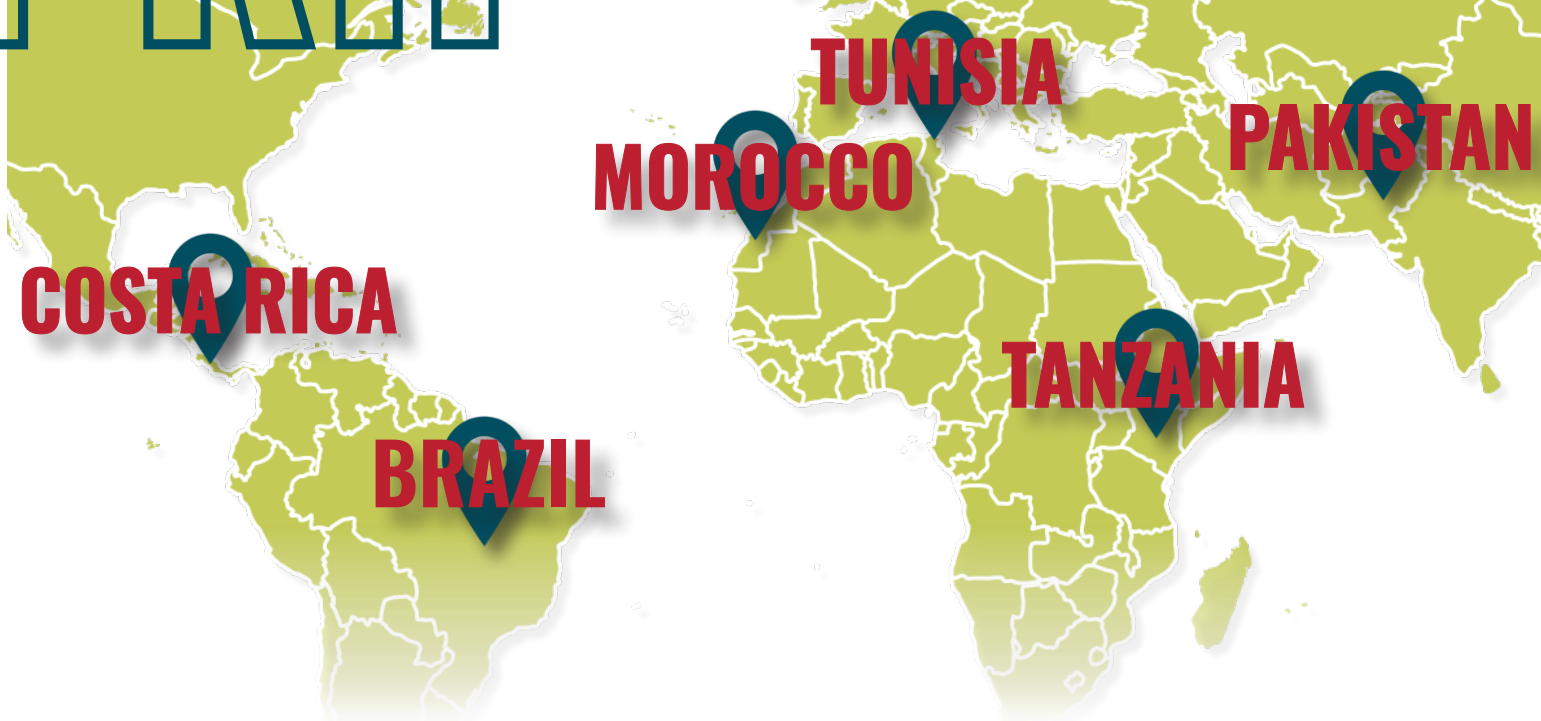 TUNISIA
PAKISTAN
MOROCCO
COSTA RICA
TANZANIA
BRAZIL